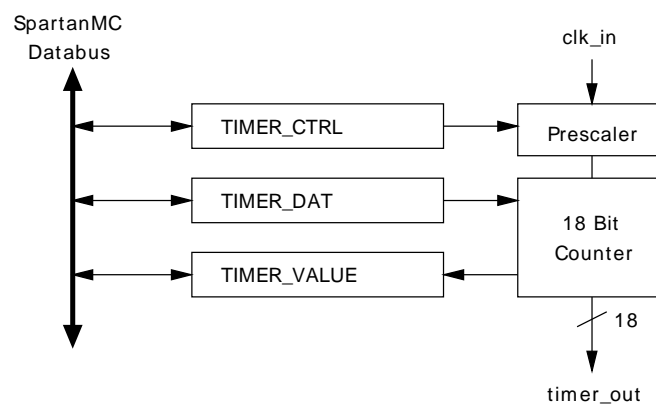 SpartanMC
Databus
clk_in
TIMER_CTRL
Prescaler
TIMER_DAT
18 Bit
Counter
TIMER_VALUE
18
timer_out